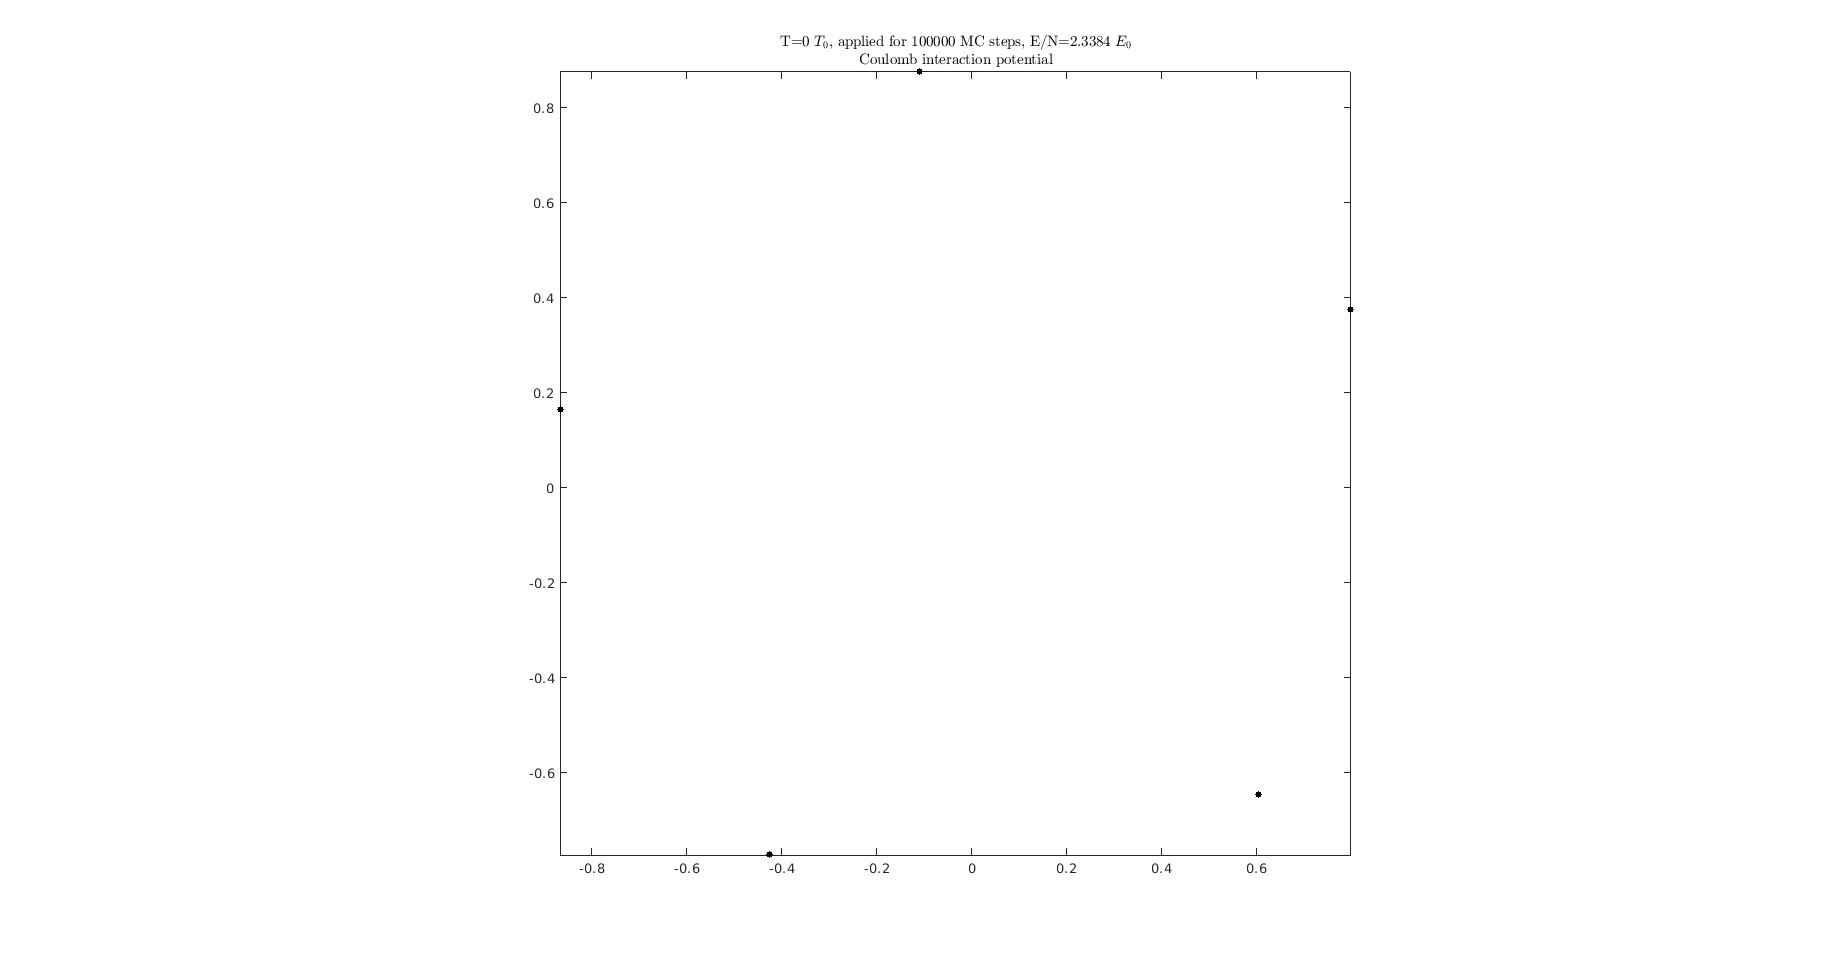 T=0 T₀, applied for 100000 MC steps, E/N=2.3384 E₀
Coulomb interaction potential
0.8
0.6
0.4
0.2
0
-0.2
-0.4
-0.6
-0.8 -0.6 -0.4 -0.2 0 0.2 0.4 0.6